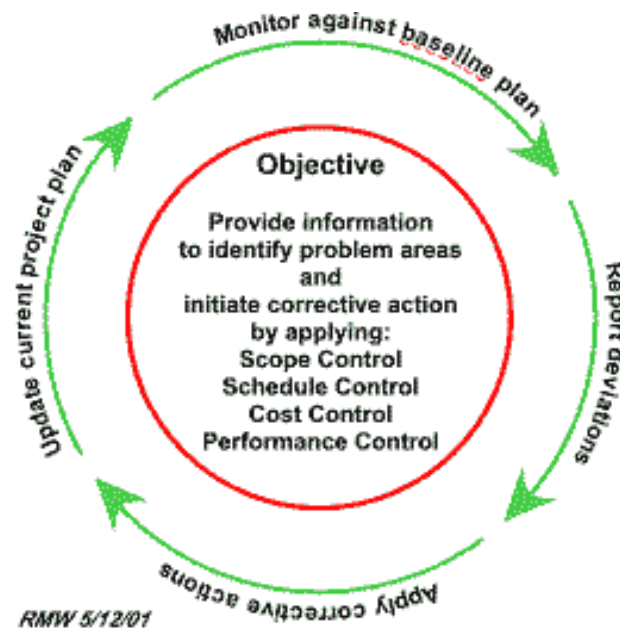 Monitor against baseline plan
Objective
Provide information
to identify problem areas
and
initiate corrective action
by applying:
Scope Control
Schedule Control
Cost Control
Performance Control
Report deviations
Apply corrective actions
Update current project plan
RMW 5/12/01